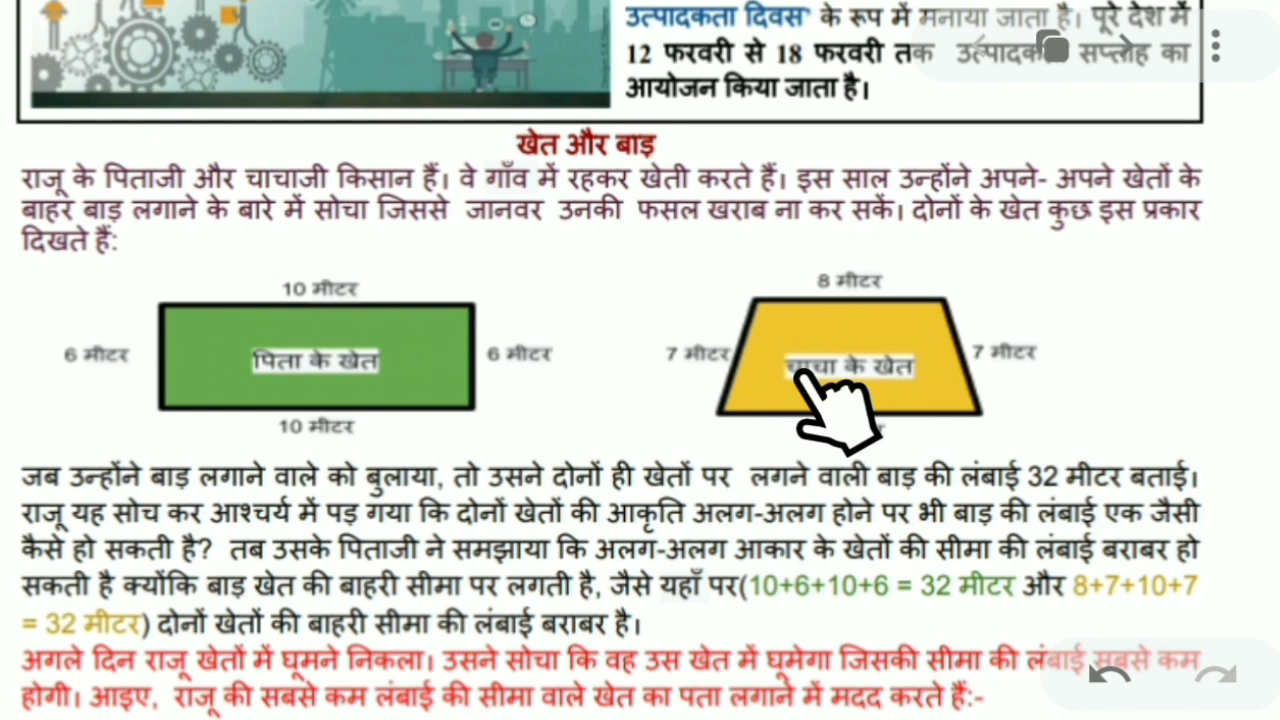 उत्पादकता दिवस' के रूप में मनाया जाता है। पूरे देश में
12 फरवरी से 18 फरवरी तक सप्ताह का
आयोजन किया जाता है।
खेत और बाड़
राजू के पिताजी और चाचाजी किसान हैं। वे गाँव में रहकर खेती करते हैं। इस साल उन्होंने अपने- अपने खेतों के
बाहर बाड़ लगाने के बारे में सोचा जिससे जानवर उनकी फसल खराब ना कर सकें। दोनों के खेत कुछ इस प्रकार
दिखते हैं:
10 मीटर
8 मीटर
6 मीटर
पिता के खेत
6 मीटर
7 मीटर
चाचा के खेत
7 मीटर
10 मीटर
जब उन्होंने बाड़ लगाने वाले को बुलाया, तो उसने दोनों ही खेतों पर लगने वाली बाड़ की लंबाई 32 मीटर बताई।
राजू यह सोच कर आश्चर्य में पड़ गया कि दोनों खेतों की आकृति अलग-अलग होने पर भी बाड़ की लंबाई एक जैसी
कैसे हो सकती है? तब उसके पिताजी ने समझाया कि अलग-अलग आकार के खेतों की सीमा की लंबाई बराबर हो
सकती है क्योंकि बाड़ खेत की बाहरी सीमा पर लगती है, जैसे यहाँ पर(10+6+10+6 = 32 मीटर और 8+7+10+7
= 32 मीटर) दोनों खेतों की बाहरी सीमा की लंबाई बराबर है।
अगले दिन राजू खेतों में घूमने निकला। उसने सोचा कि वह उस खेत में घूमेगा जिसकी सीमा की लंबाई सबसे कम
होगी। आइए, राजू की सबसे कम लंबाई की सीमा वाले खेत का पता लगाने में मदद करते हैं:-